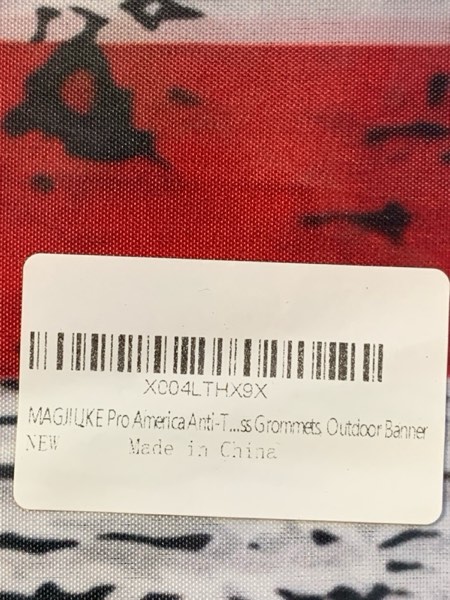 X004LTHX9X
MAGJIUKE Pro America Anti-T...ss Grommets Outdoor Banner
NEW Made in China